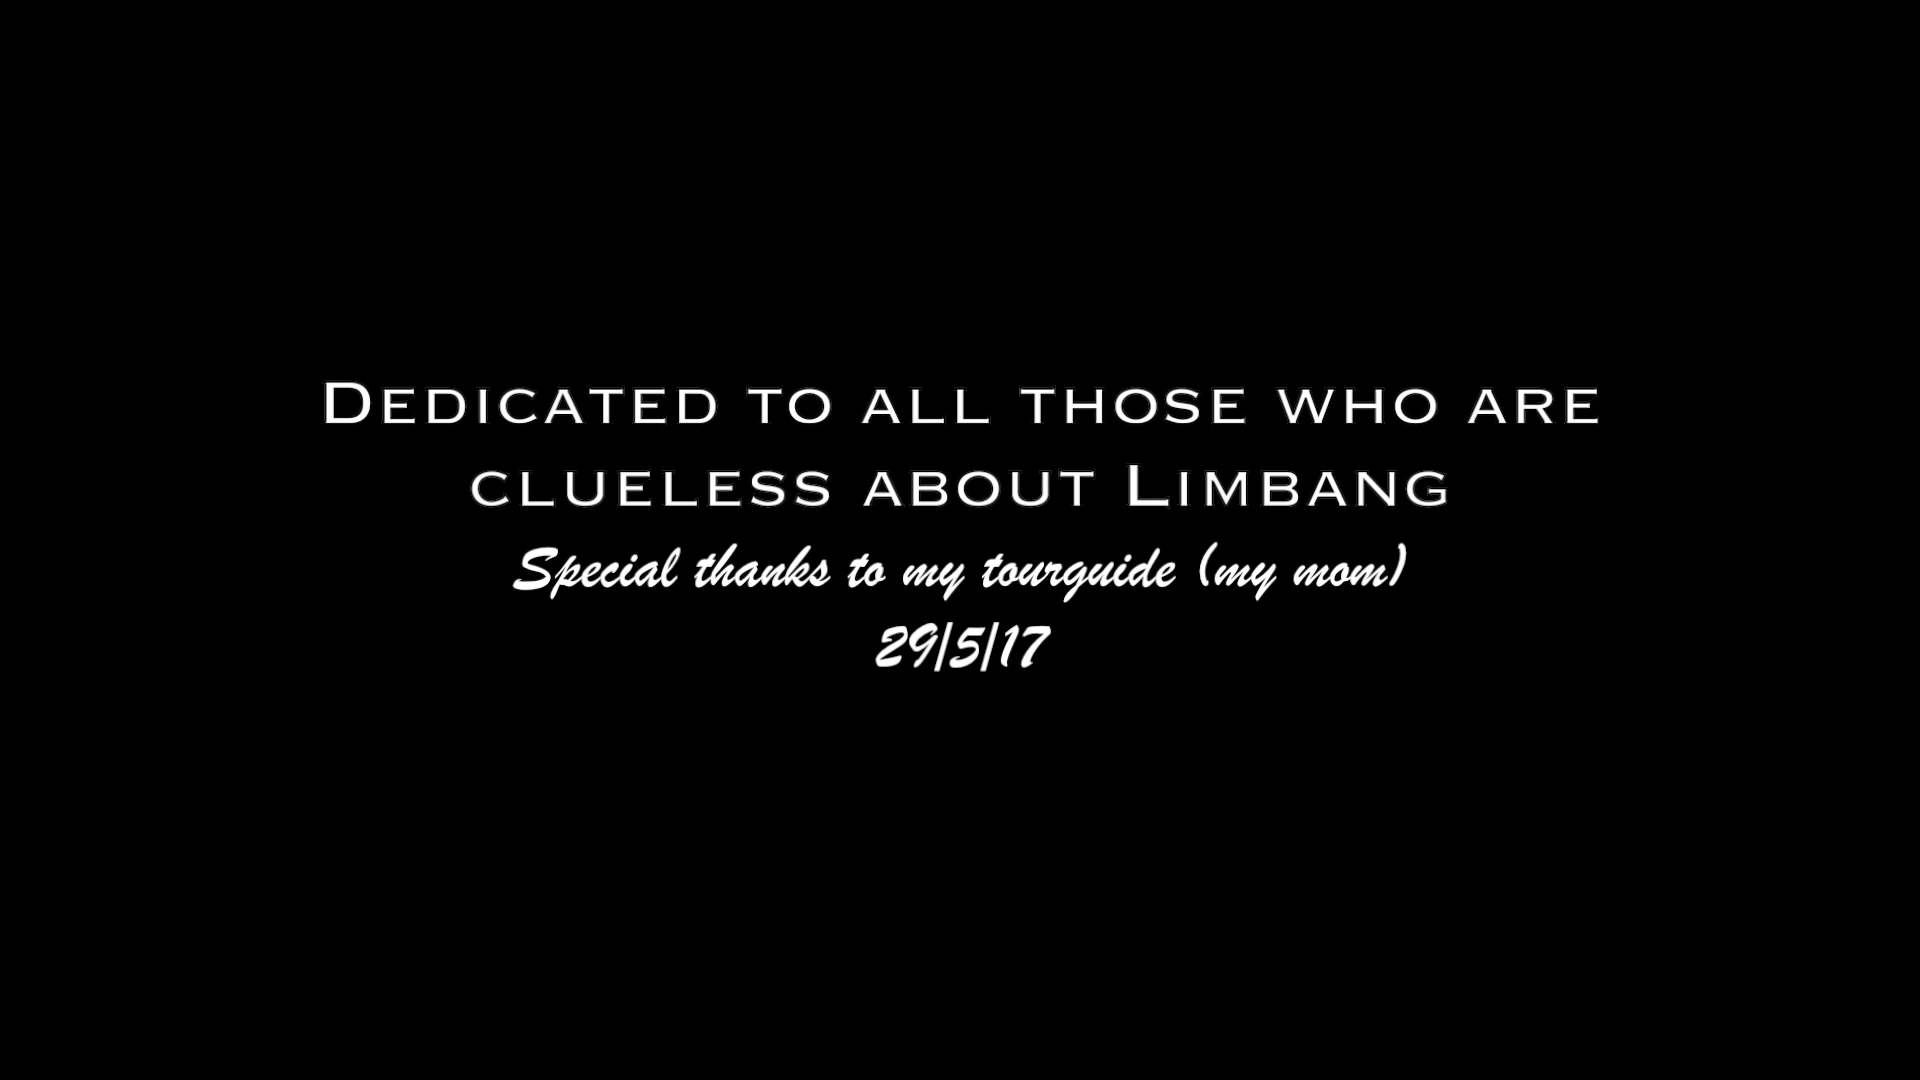 Dedicated to all those who are
clueless about Limbang
Special thanks to my tourguide (my mom)
29/5/17